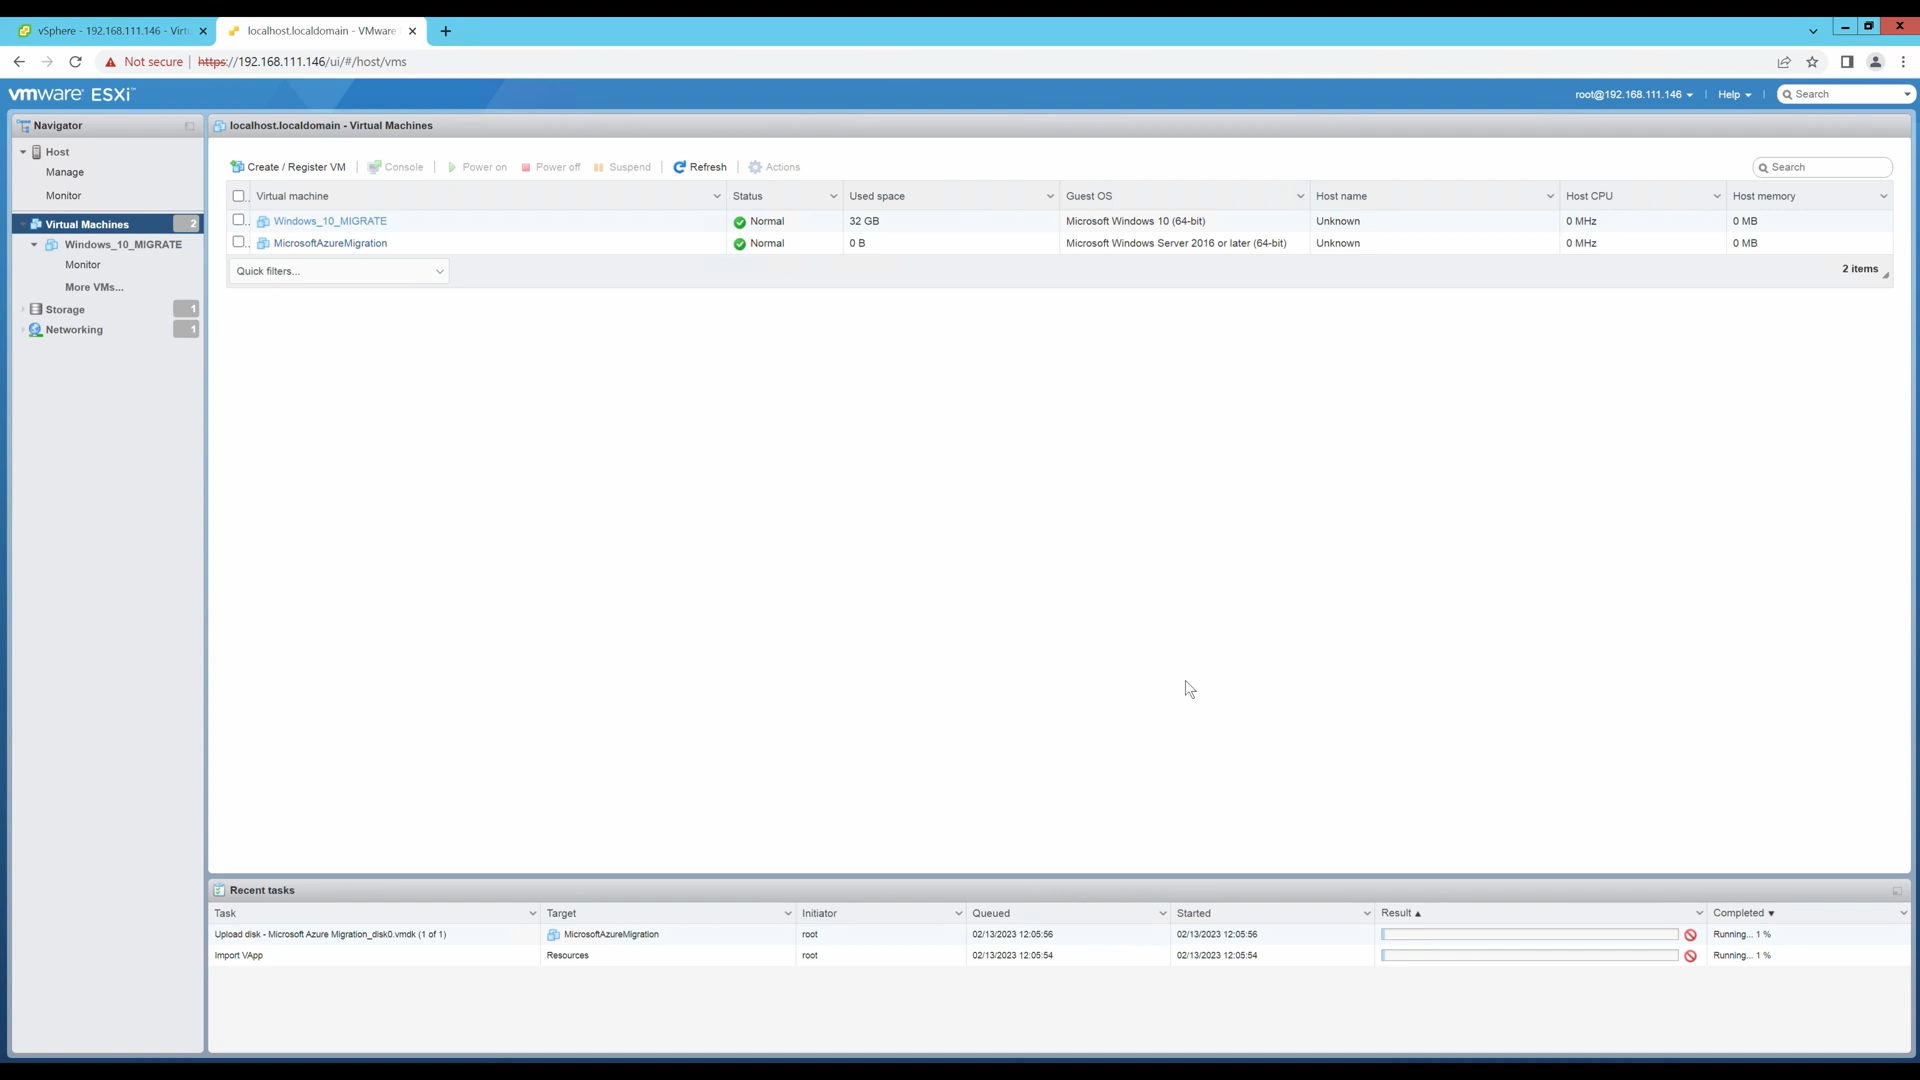 vSphere - 192.168.111.146 - Virt
localhost.localdomain - VMware
Not secure
https://192.168.111.146/ui/#/host/vms
vmware ESXi™
root@192.168.111.146
Help
Search
Navigator
Host
Manage
Monitor
Virtual Machines
2
Windows_10_MIGRATE
Monitor
More VMs...
Storage
1
Networking
1
localhost.localdomain - Virtual Machines
Create / Register VM
Console
Power on
Power off
Suspend
Refresh
Actions
Search
Virtual machine Status Used space Guest OS Host name Host CPU Host memory
Windows_10_MIGRATE Normal 32 GB Microsoft Windows 10 (64-bit) Unknown 0 MHz 0 MB
MicrosoftAzureMigration Normal 0 B Microsoft Windows Server 2016 or later (64-bit) Unknown 0 MHz 0 MB
Quick filters...
2 items
Recent tasks
Task Target Initiator Queued Started Result Completed
Upload disk - Microsoft Azure Migration_disk0.vmdk (1 of 1) MicrosoftAzureMigration root 02/13/2023 12:05:56 02/13/2023 12:05:56 Running... 1 %
Import VApp Resources root 02/13/2023 12:05:54 02/13/2023 12:05:54 Running... 1 %